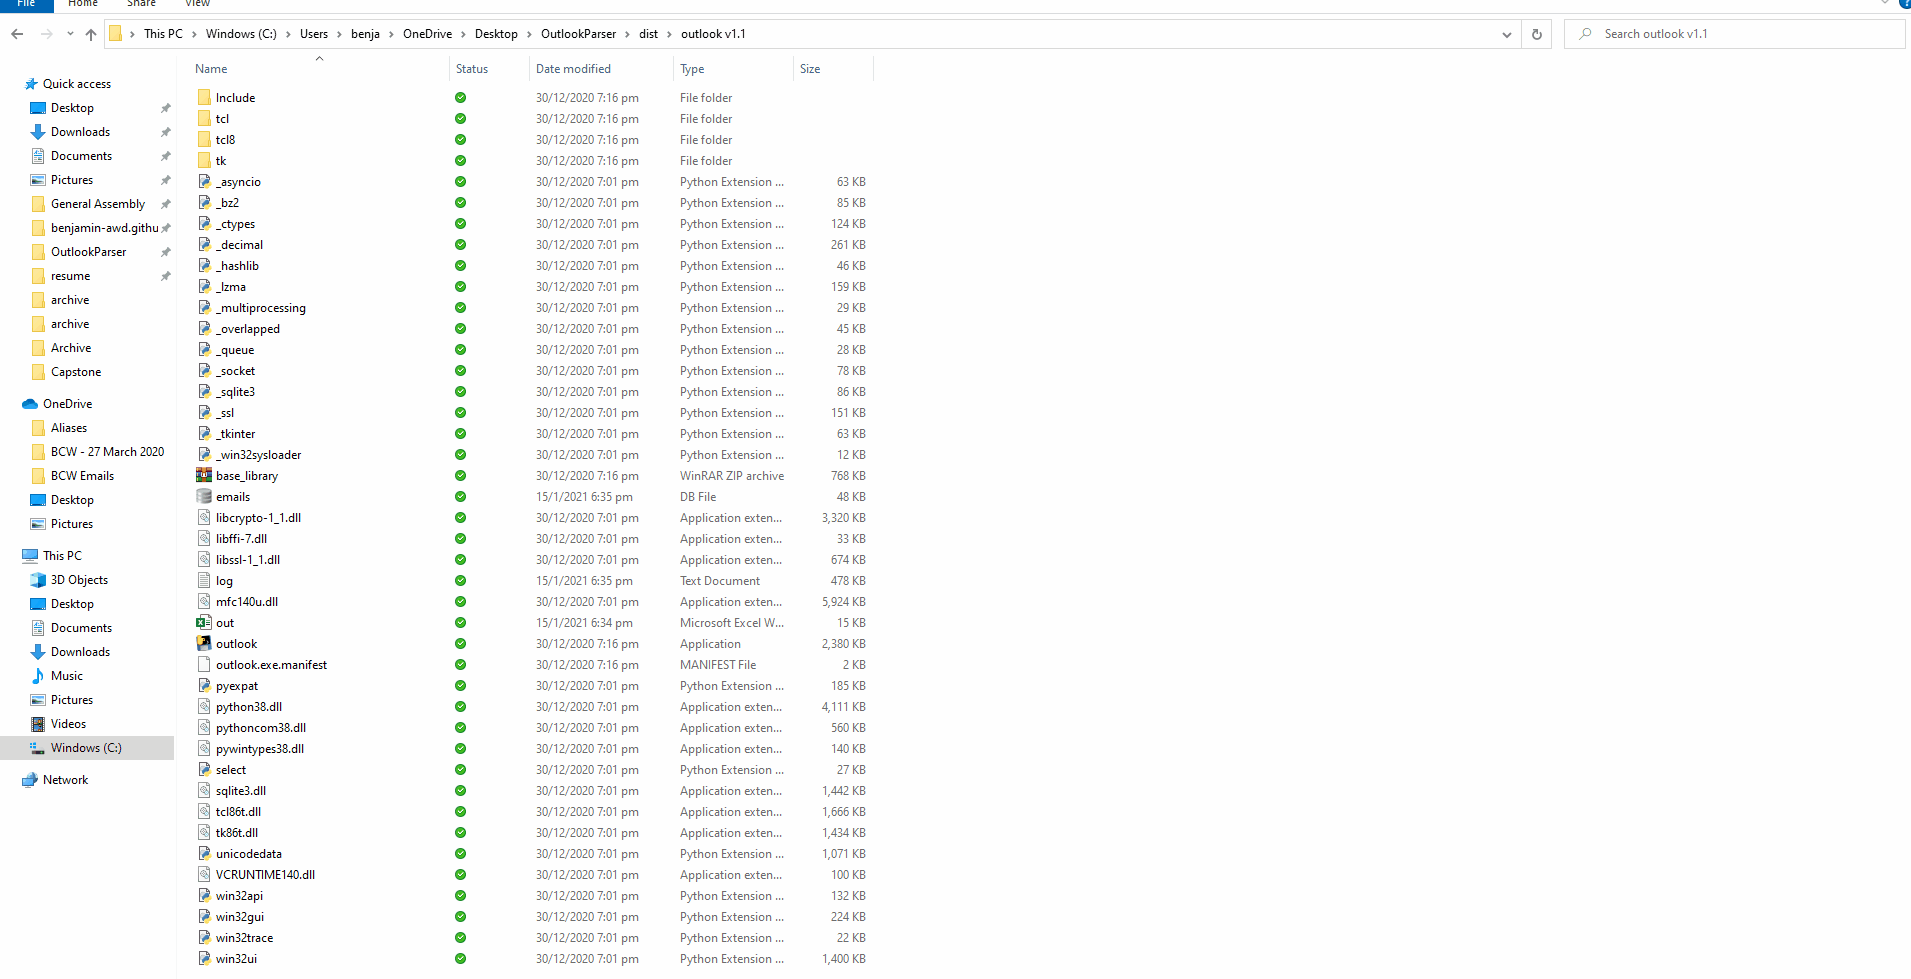 File Home Share View
This PC > Windows (C:) > Users > benja > OneDrive > Desktop > OutlookParser > dist > outlook v1.1 Search outlook v1.1
Name Status Date modified Type Size
Quick access
Desktop
Downloads
Documents
Pictures
General Assembly
benjamin-awd.githu
OutlookParser
resume
archive
archive
Archive
Capstone
OneDrive
Aliases
BCW - 27 March 2020
BCW Emails
Desktop
Pictures
This PC
3D Objects
Desktop
Documents
Downloads
Music
Pictures
Videos
Windows (C:)
Network
Include 30/12/2020 7:16 pm File folder
tcl 30/12/2020 7:16 pm File folder
tcl8 30/12/2020 7:16 pm File folder
tk 30/12/2020 7:16 pm File folder
_asyncio 30/12/2020 7:01 pm Python Extension ... 63 KB
_bz2 30/12/2020 7:01 pm Python Extension ... 85 KB
_ctypes 30/12/2020 7:01 pm Python Extension ... 124 KB
_decimal 30/12/2020 7:01 pm Python Extension ... 261 KB
_hashlib 30/12/2020 7:01 pm Python Extension ... 46 KB
_lzma 30/12/2020 7:01 pm Python Extension ... 159 KB
_multiprocessing 30/12/2020 7:01 pm Python Extension ... 29 KB
_overlapped 30/12/2020 7:01 pm Python Extension ... 45 KB
_queue 30/12/2020 7:01 pm Python Extension ... 28 KB
_socket 30/12/2020 7:01 pm Python Extension ... 78 KB
_sqlite3 30/12/2020 7:01 pm Python Extension ... 86 KB
_ssl 30/12/2020 7:01 pm Python Extension ... 151 KB
_tkinter 30/12/2020 7:01 pm Python Extension ... 63 KB
_win32sysloader 30/12/2020 7:01 pm Python Extension ... 12 KB
base_library 30/12/2020 7:16 pm WinRAR ZIP archive 768 KB
emails 15/1/2021 6:35 pm DB File 48 KB
libcrypto-1_1.dll 30/12/2020 7:01 pm Application exten... 3,320 KB
libffi-7.dll 30/12/2020 7:01 pm Application exten... 33 KB
libssl-1_1.dll 30/12/2020 7:01 pm Application exten... 674 KB
log 15/1/2021 6:35 pm Text Document 478 KB
mfc140u.dll 30/12/2020 7:01 pm Application exten... 5,924 KB
out 15/1/2021 6:34 pm Microsoft Excel W... 15 KB
outlook 30/12/2020 7:16 pm Application 2,380 KB
outlook.exe.manifest 30/12/2020 7:16 pm MANIFEST File 2 KB
pyexpat 30/12/2020 7:01 pm Python Extension ... 185 KB
python38.dll 30/12/2020 7:01 pm Application exten... 4,111 KB
pythoncom38.dll 30/12/2020 7:01 pm Application exten... 560 KB
pywintypes38.dll 30/12/2020 7:01 pm Application exten... 140 KB
select 30/12/2020 7:01 pm Python Extension ... 27 KB
sqlite3.dll 30/12/2020 7:01 pm Application exten... 1,442 KB
tcl86t.dll 30/12/2020 7:01 pm Application exten... 1,666 KB
tk86t.dll 30/12/2020 7:01 pm Application exten... 1,434 KB
unicodedata 30/12/2020 7:01 pm Python Extension ... 1,071 KB
VCRUNTIME140.dll 30/12/2020 7:01 pm Application exten... 100 KB
win32api 30/12/2020 7:01 pm Python Extension ... 132 KB
win32gui 30/12/2020 7:01 pm Python Extension ... 224 KB
win32trace 30/12/2020 7:01 pm Python Extension ... 22 KB
win32ui 30/12/2020 7:01 pm Python Extension ... 1,400 KB